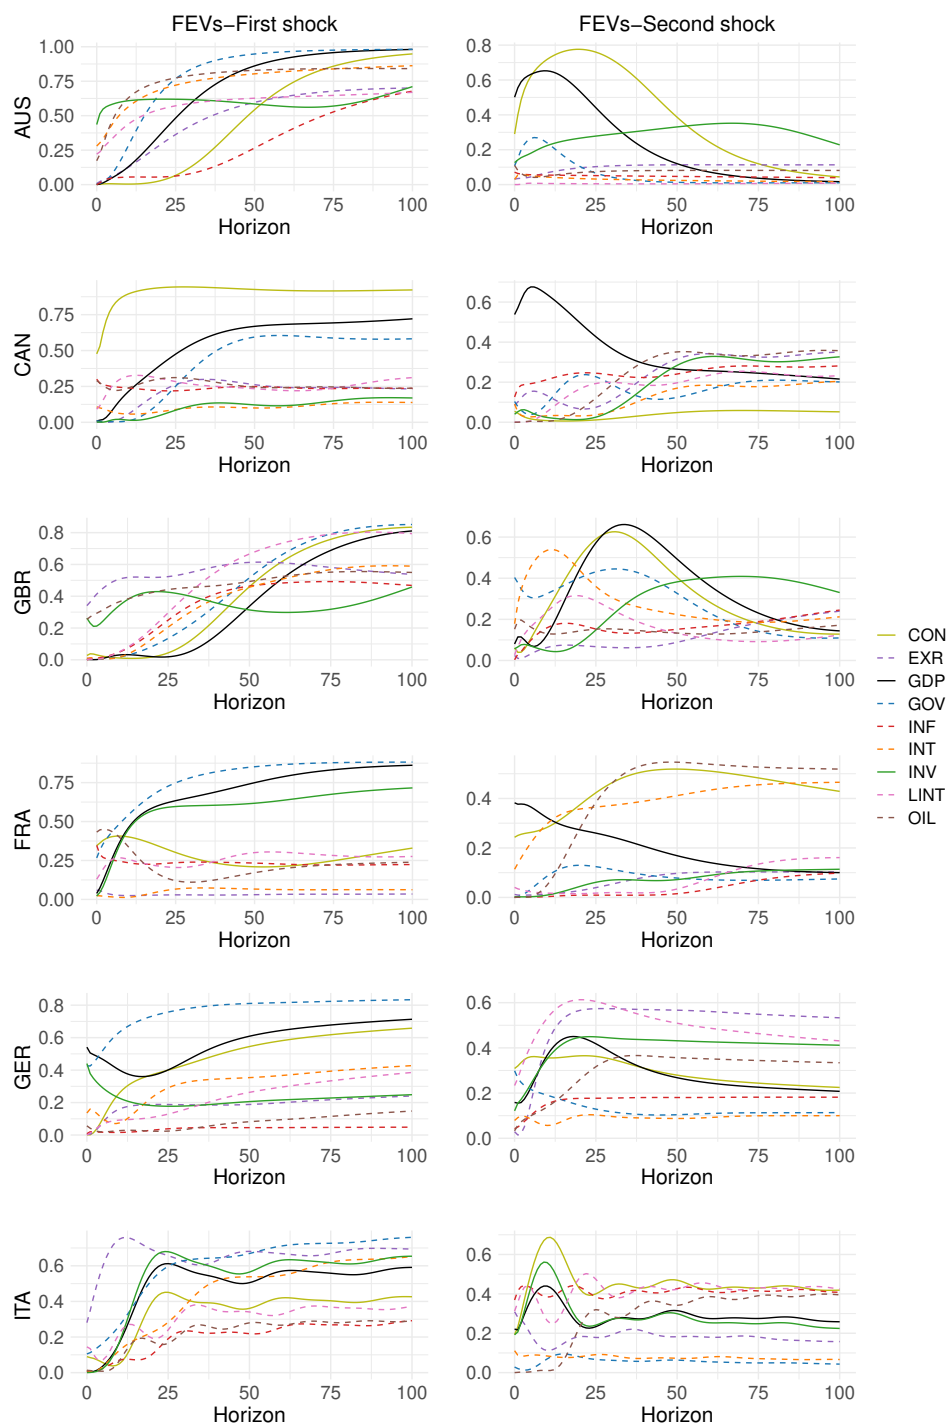 FEVs−First shock
FEVs−Second shock
AUS
1.00
0.75
0.50
0.25
0.00
0 25 50 75 100
Horizon
0.8
0.6
0.4
0.2
0.0
0 25 50 75 100
Horizon
CAN
0.75
0.50
0.25
0.00
0 25 50 75 100
Horizon
0.6
0.4
0.2
0.0
0 25 50 75 100
Horizon
GBR
0.8
0.6
0.4
0.2
0.0
0 25 50 75 100
Horizon
0.6
0.4
0.2
0.0
0 25 50 75 100
Horizon
FRA
0.75
0.50
0.25
0.00
0 25 50 75 100
Horizon
0.4
0.2
0.0
0 25 50 75 100
Horizon
GER
0.8
0.6
0.4
0.2
0.0
0 25 50 75 100
Horizon
0.6
0.4
0.2
0.0
0 25 50 75 100
Horizon
ITA
0.6
0.4
0.2
0.0
0 25 50 75 100
Horizon
0.6
0.4
0.2
0.0
0 25 50 75 100
Horizon
CON
EXR
GDP
GOV
INF
INT
INV
LINT
OIL